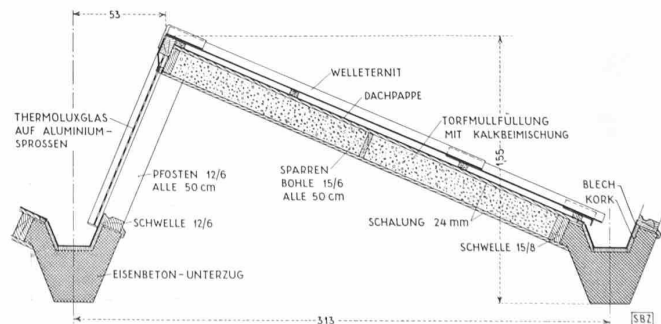 53
WELLETERNIT
DACHPAPPE
THERMOLUXGLAS
AUF ALUMINIUM-
SPROSSEN
TORFMULLFÜLLUNG
MIT KALKBEIMISCHUNG
155
PFOSTEN 12/6
ALLE 50 cm
SPARREN
BOHLE 15/6
ALLE 50 cm
BLECH
KORK
SCHWELLE 12/6
SCHALUNG 24 mm
SCHWELLE 15/8
EISENBETON-UNTERZUG
313
SBZ